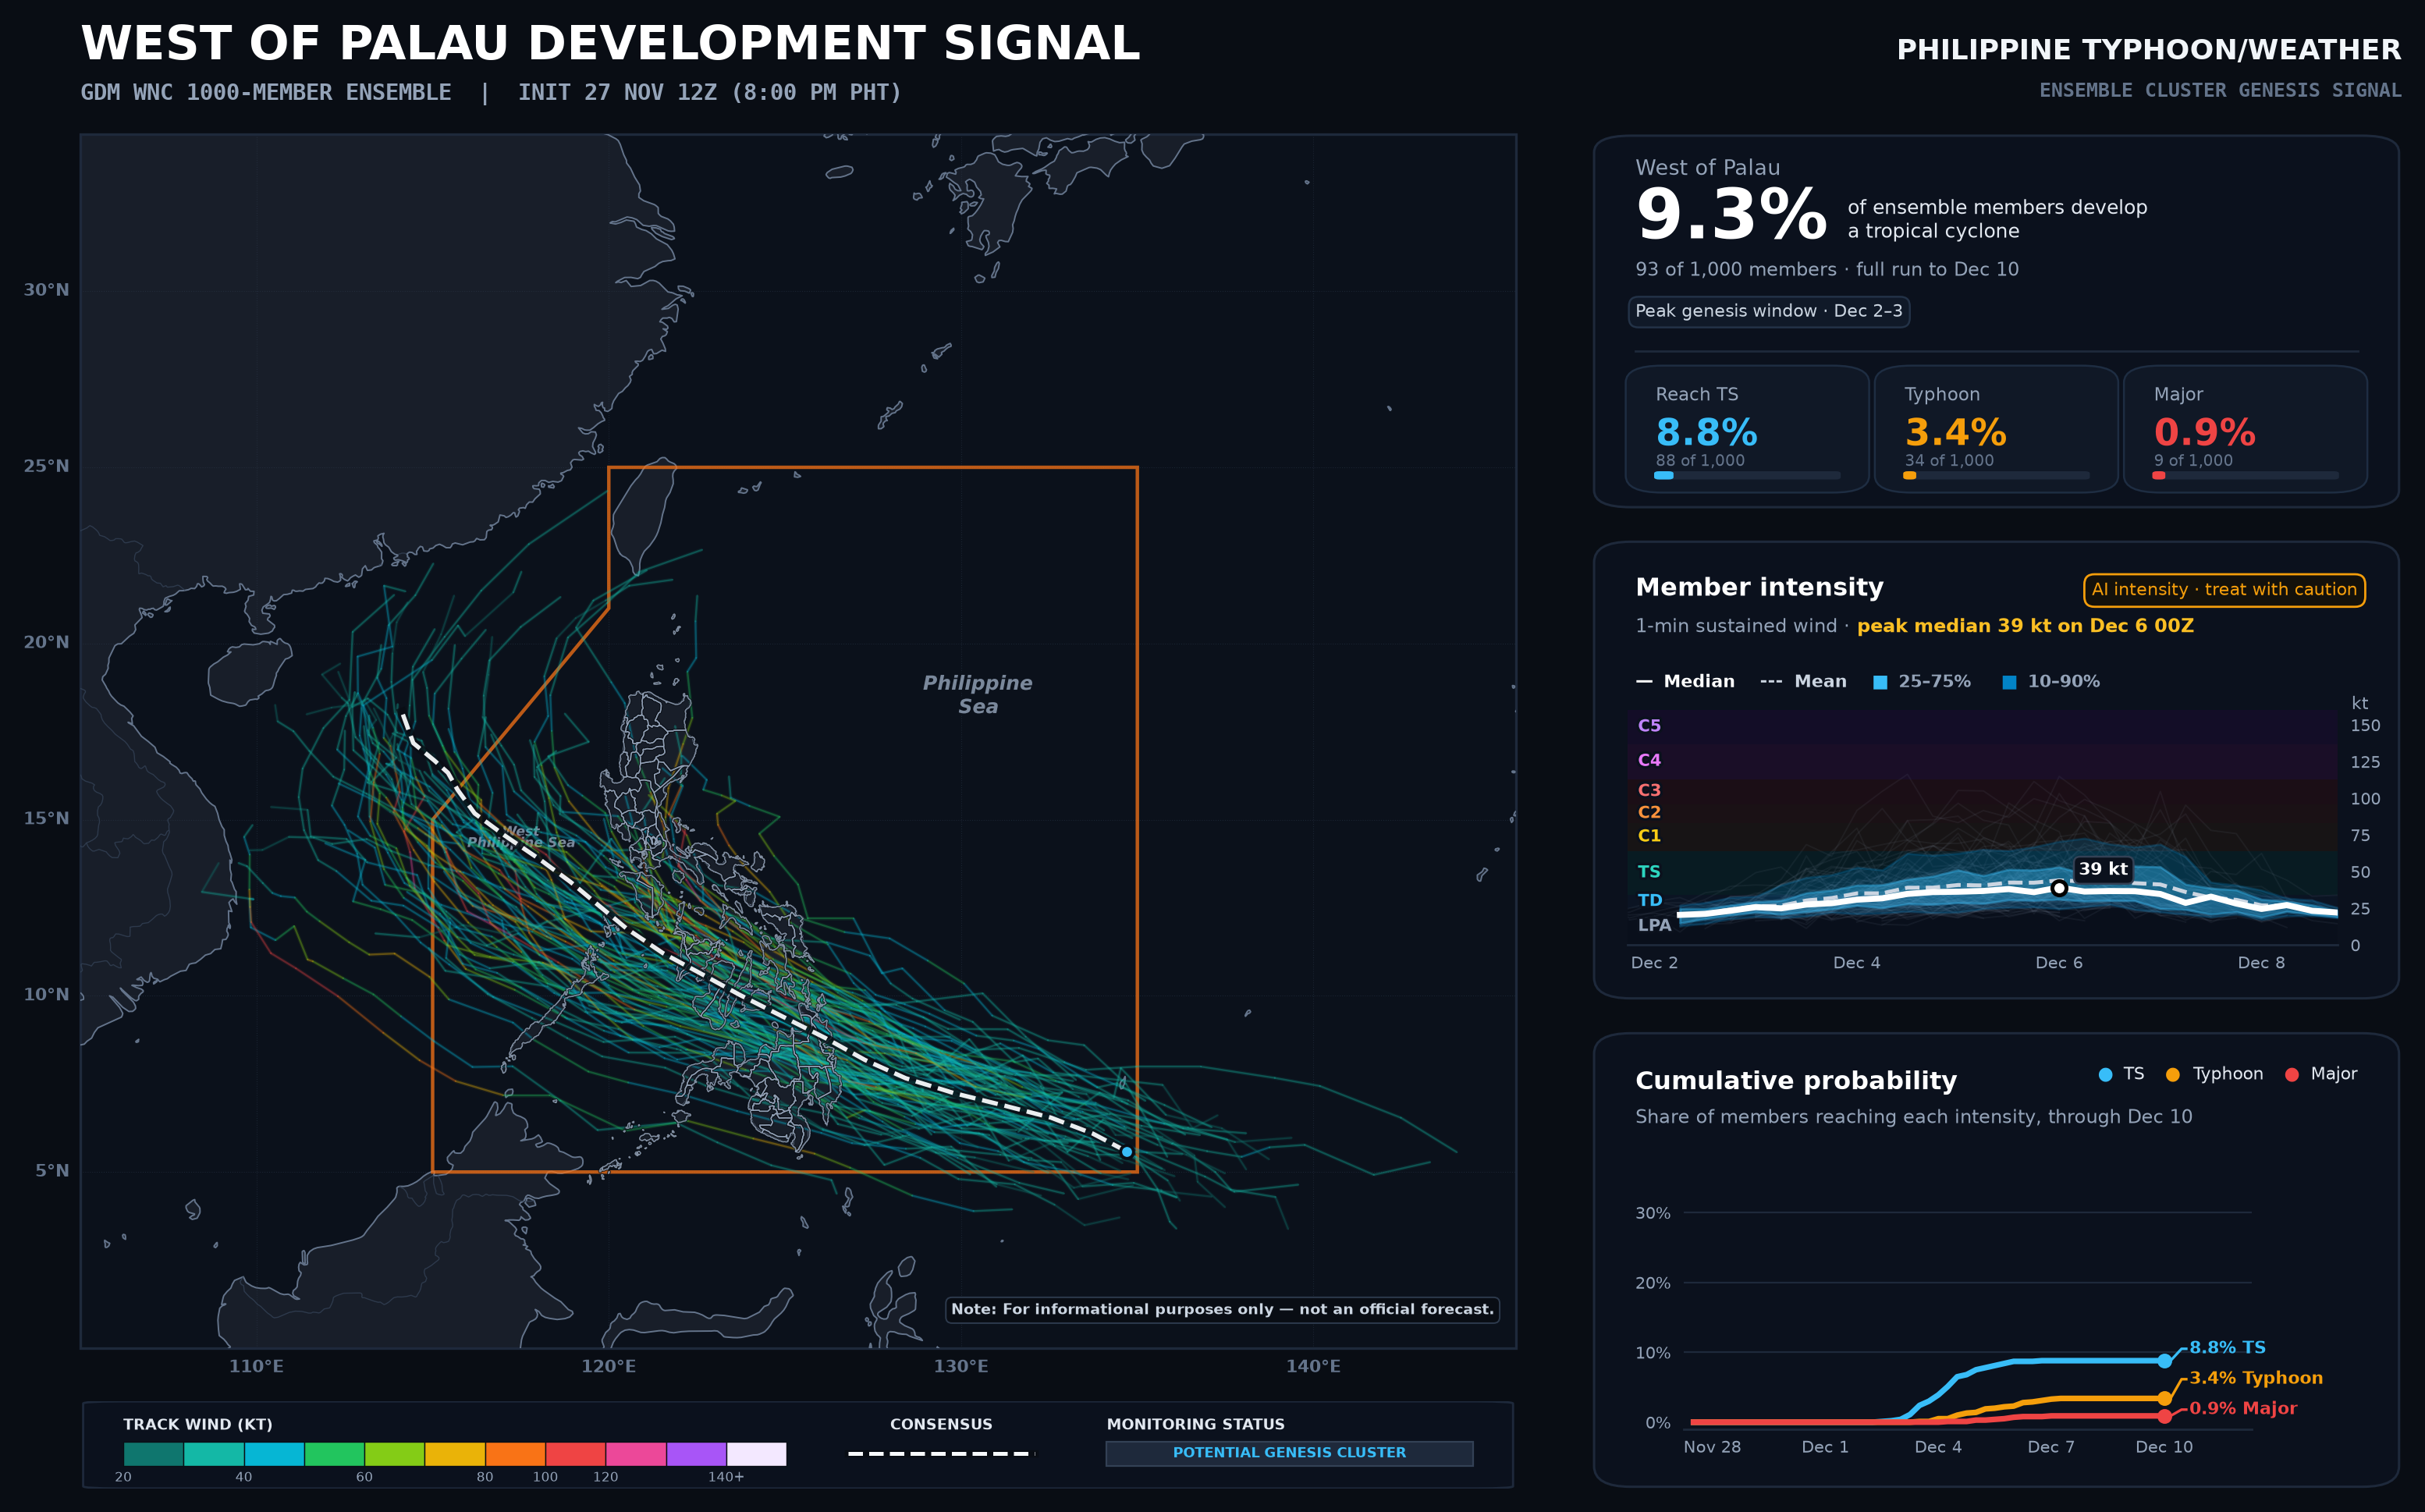 WEST OF PALAU DEVELOPMENT SIGNAL
GDM WNC 1000-MEMBER ENSEMBLE | INIT 27 NOV 12Z (8:00 PM PHT)
PHILIPPINE TYPHOON/WEATHER
ENSEMBLE CLUSTER GENESIS SIGNAL
30°N
25°N
20°N
15°N
10°N
5°N
110°E
120°E
130°E
140°E
Philippine
Sea
West
Philippine Sea
Note: For informational purposes only — not an official forecast.
TRACK WIND (KT)
20
40
60
80
100
120
140+
CONSENSUS
MONITORING STATUS
POTENTIAL GENESIS CLUSTER
West of Palau
9.3%
of ensemble members develop
a tropical cyclone
93 of 1,000 members · full run to Dec 10
Peak genesis window · Dec 2–3
Reach TS
8.8%
88 of 1,000
Typhoon
3.4%
34 of 1,000
Major
0.9%
9 of 1,000
Member intensity
AI intensity · treat with caution
1-min sustained wind · peak median 39 kt on Dec 6 00Z
Median
Mean
25–75%
10–90%
kt
C5
C4
C3
C2
C1
TS
TD
LPA
150
125
100
75
50
25
0
39 kt
Dec 2
Dec 4
Dec 6
Dec 8
Cumulative probability
TS
Typhoon
Major
Share of members reaching each intensity, through Dec 10
30%
20%
10%
0%
8.8% TS
3.4% Typhoon
0.9% Major
Nov 28
Dec 1
Dec 4
Dec 7
Dec 10